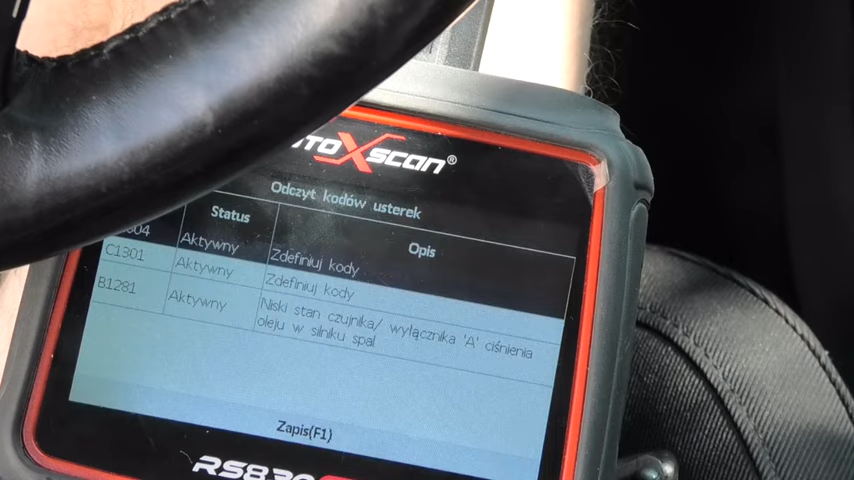 Xscan®
Odczyt kodów usterek
Status Opis
Aktywny Zdefiniuj kody
C1301 Aktywny Zdefiniuj kody
B1281 Aktywny Niski stan czujnika/ wyłącznika 'A' ciśnienia
oleju w silniku spal
Zapis(F1)